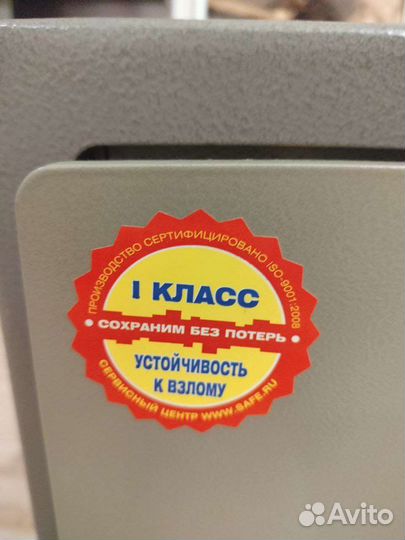 ПРОИЗВОДСТВО СЕРТИФИЦИРОВАНО ISO-9001:2008
I КЛАСС
• СОХРАНИМ БЕЗ ПОТЕРЬ •
УСТОЙЧИВОСТЬ
К ВЗЛОМУ
СЕРВИСНЫЙ ЦЕНТР WWW.SAFE.RU
Avito